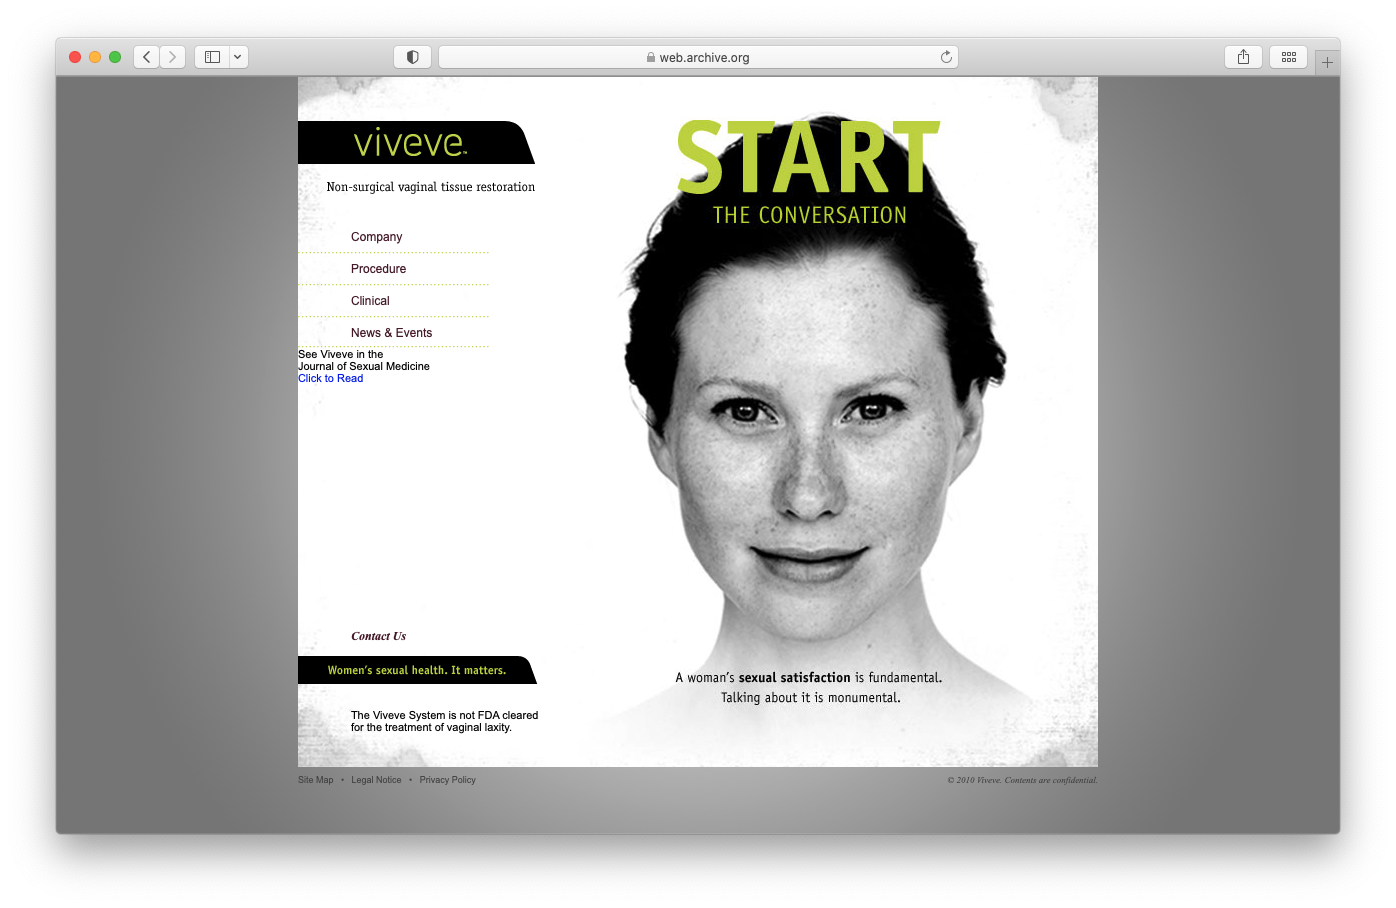 web.archive.org
viveve™
Non-surgical vaginal tissue restoration
Company
Procedure
Clinical
News & Events
See Viveve in the
Journal of Sexual Medicine
Click to Read
START
THE CONVERSATION
A woman's sexual satisfaction is fundamental.
Talking about it is monumental.
Contact Us
Women's sexual health. It matters.
The Viveve System is not FDA cleared
for the treatment of vaginal laxity.
Site Map • Legal Notice • Privacy Policy
© 2010 Viveve. Contents are confidential.